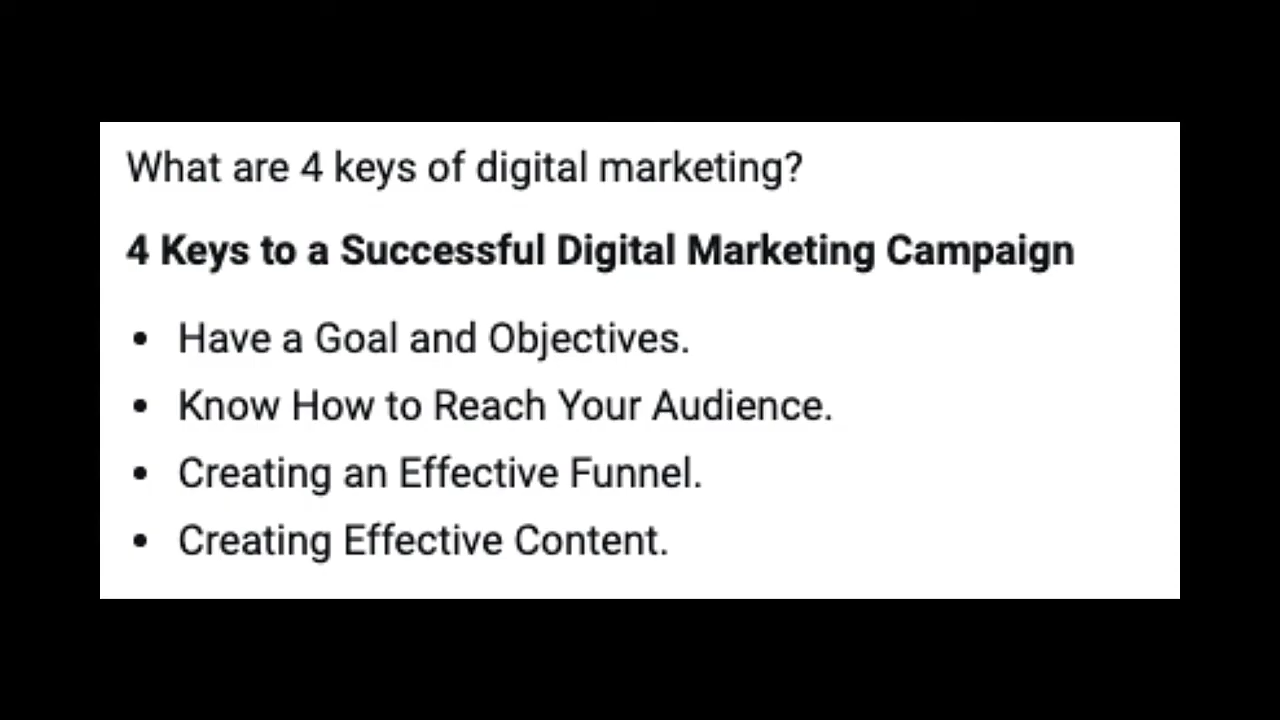 What are 4 keys of digital marketing?
4 Keys to a Successful Digital Marketing Campaign
• Have a Goal and Objectives.
• Know How to Reach Your Audience.
• Creating an Effective Funnel.
• Creating Effective Content.